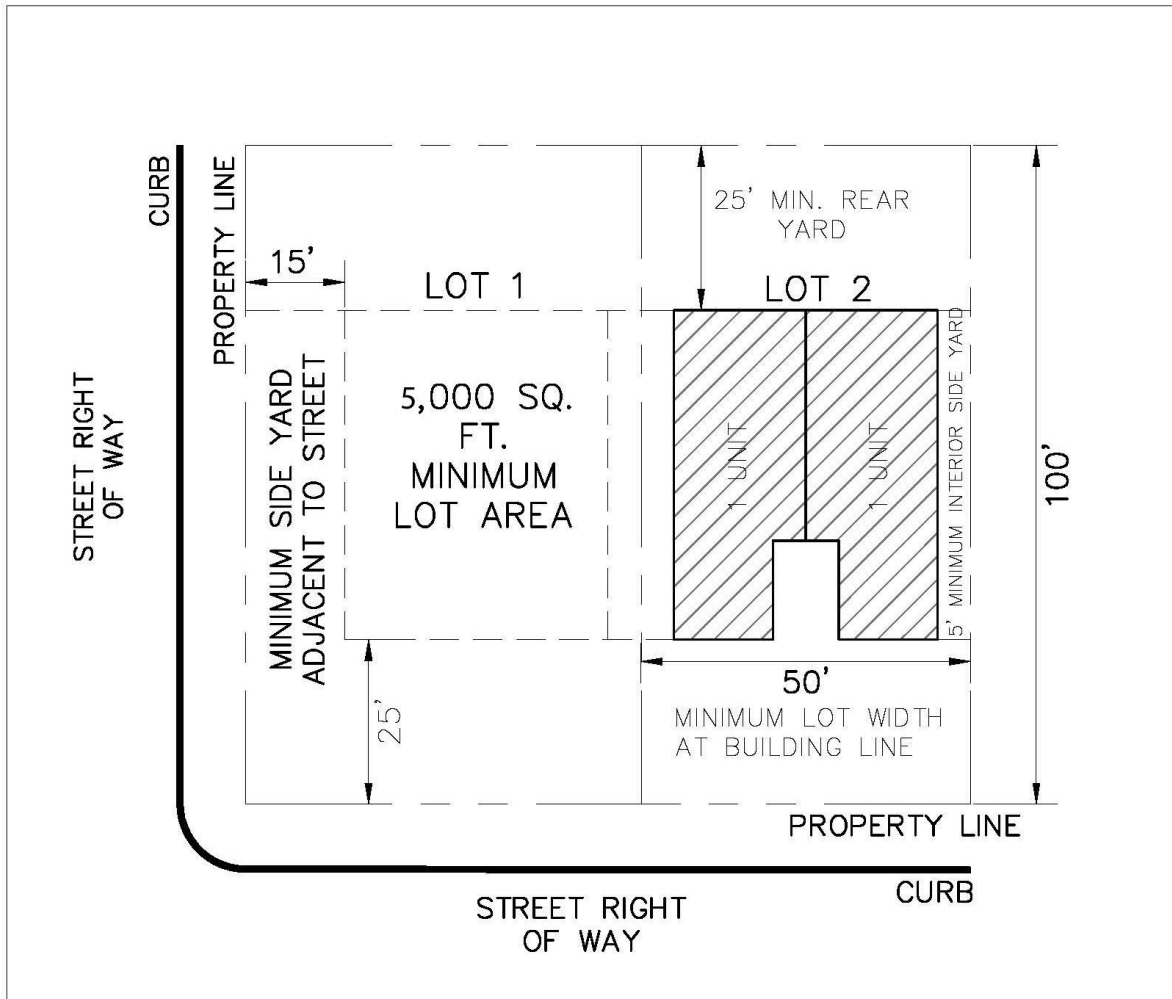 CURB
PROPERTY LINE
25' MIN. REAR
YARD
15'
LOT 1
LOT 2
STREET RIGHT
OF WAY
MINIMUM SIDE YARD
ADJACENT TO STREET
5,000 SQ.
FT.
MINIMUM
LOT AREA
1 UNIT
1 UNIT
5' MINIMUM INTERIOR SIDE YARD
100'
25'
50'
MINIMUM LOT WIDTH
AT BUILDING LINE
PROPERTY LINE
CURB
STREET RIGHT
OF WAY